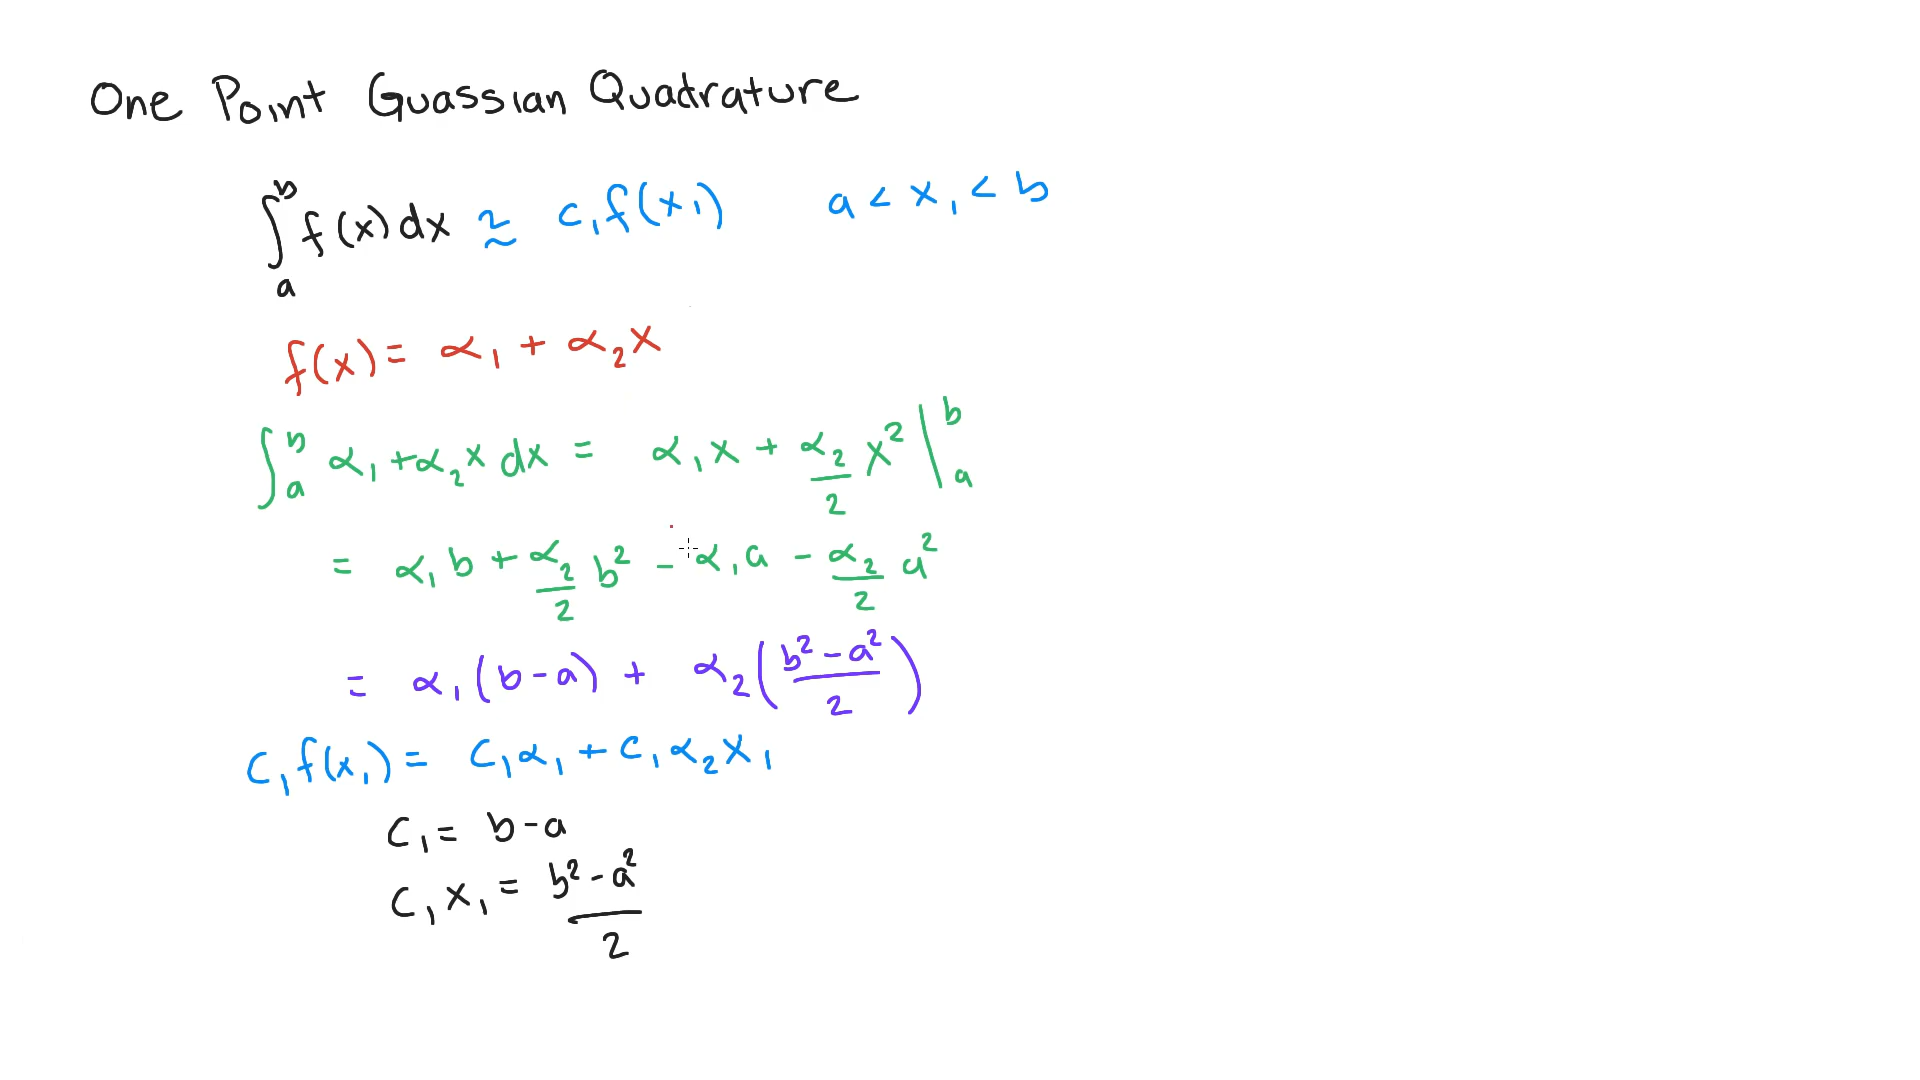 One Point Guassian Quadrature
∫_a^b f(x)dx ≈ c₁f(x₁) a < x₁ < b
f(x) = α₁ + α₂x
∫_a^b α₁ + α₂x dx = α₁x + α₂/2 x² |_a^b
= α₁b + α₂/2 b² - α₁a - α₂/2 a²
= α₁(b-a) + α₂((b²-a²)/2)
C₁f(x₁) = C₁α₁ + C₁α₂x₁
C₁ = b-a
C₁x₁ = (b²-a²)/2